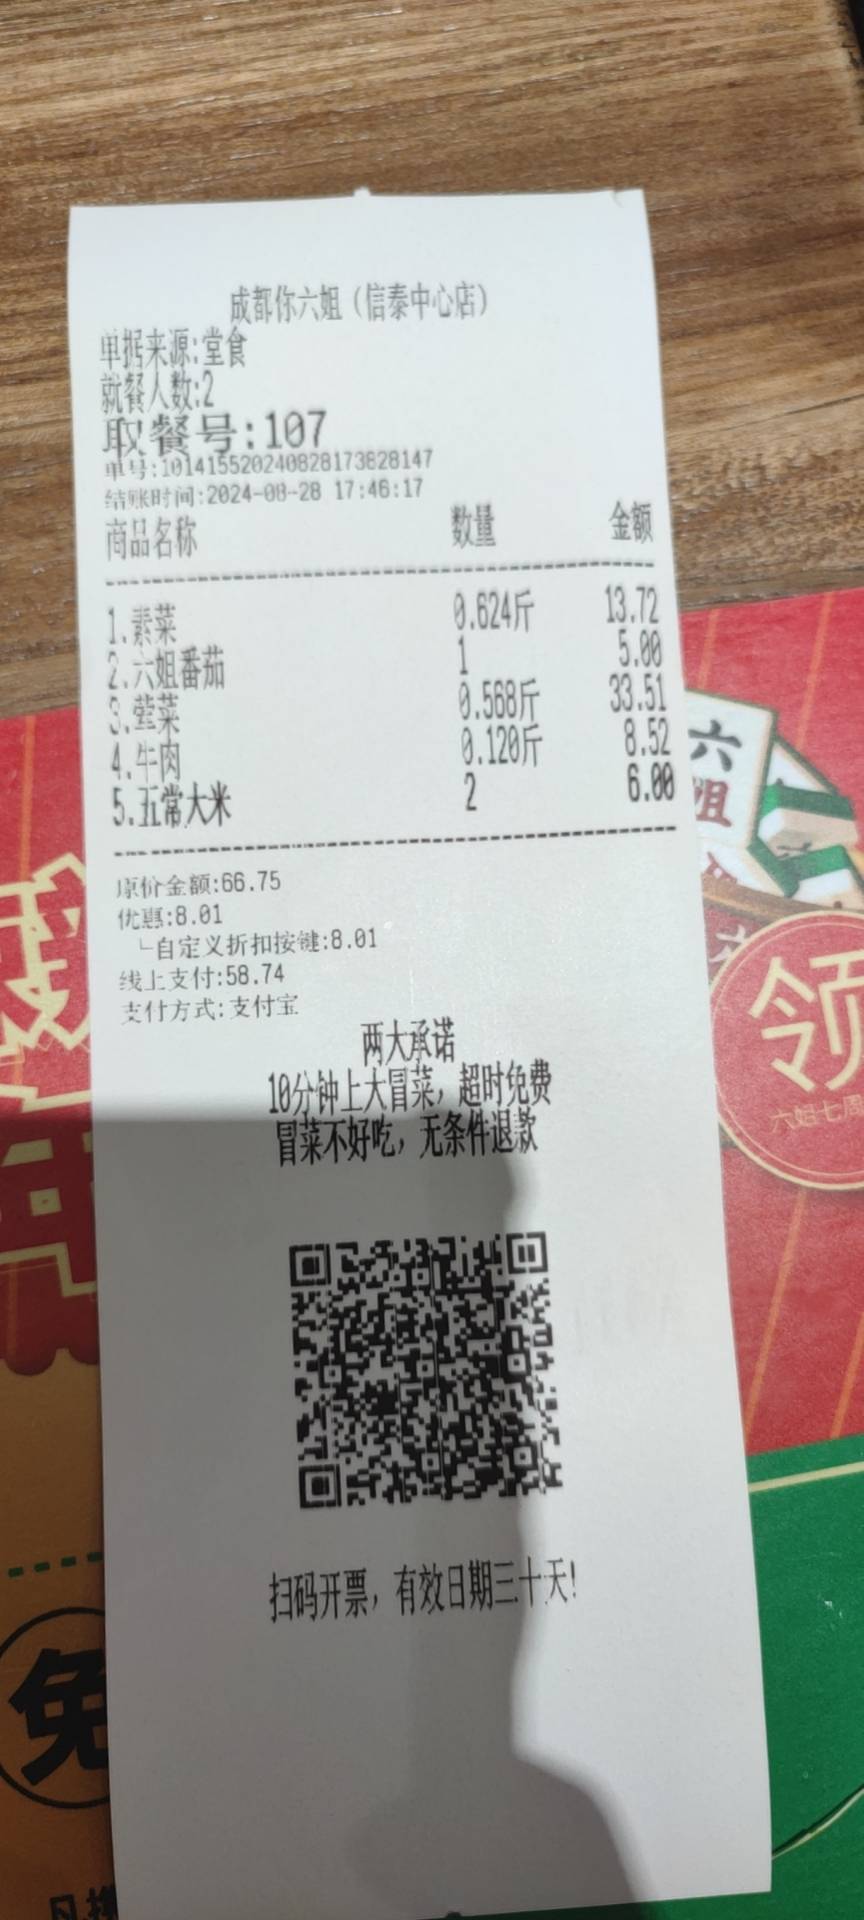 成都你六姐（信泰中心店）
单据来源:堂食
就餐人数:2
取餐号:107
单号:101415520240828173828147
结账时间:2024-08-28 17:46:17
商品名称 数量 金额
1.素菜 0.624斤 13.72
2.六姐番茄 1 5.00
3.荤菜 0.568斤 33.51
4.牛肉 0.120斤 8.52
5.五常大米 2 6.00
原价金额:66.75
优惠:8.01
└自定义折扣按键:8.01
线上支付:58.74
支付方式:支付宝
两大承诺
10分钟上大冒菜，超时免费
冒菜不好吃，无条件退款
扫码开票，有效日期三十天!
六
姐
领
六姐七周
免
凡